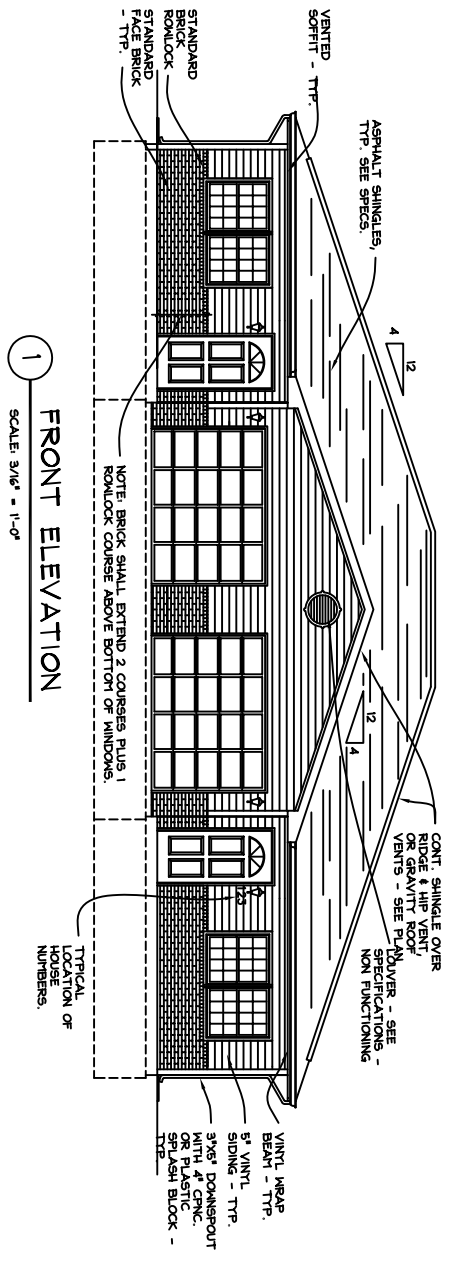 VENTED
SOFFIT - TYP.
ASPHALT SHINGLES,
TYP. SEE SPECS.
12
4
12
4
CONT. SHINGLE OVER
RIDGE & HIP VENT,
OR GRAVITY ROOF
VENTS - SEE PLAN
LOUVER - SEE
SPECIFICATIONS -
NON FUNCTIONING
STANDARD
BRICK
ROWLOCK
STANDARD
FACE BRICK
- TYP.
123
VINYL WRAP
BEAM - TYP.
5" VINYL
SIDING - TYP.
3"X5" DOWNSPOUT
WITH 4" CPNC.
OR PLASTIC
SPLASH BLOCK -
TYP.
NOTE: BRICK SHALL EXTEND 2 COURSES PLUS 1
ROWLOCK COURSE ABOVE BOTTOM OF WINDOWS.
TYPICAL
LOCATION OF
HOUSE
NUMBERS.
1
FRONT ELEVATION
SCALE: 3/16" = 1'-0"